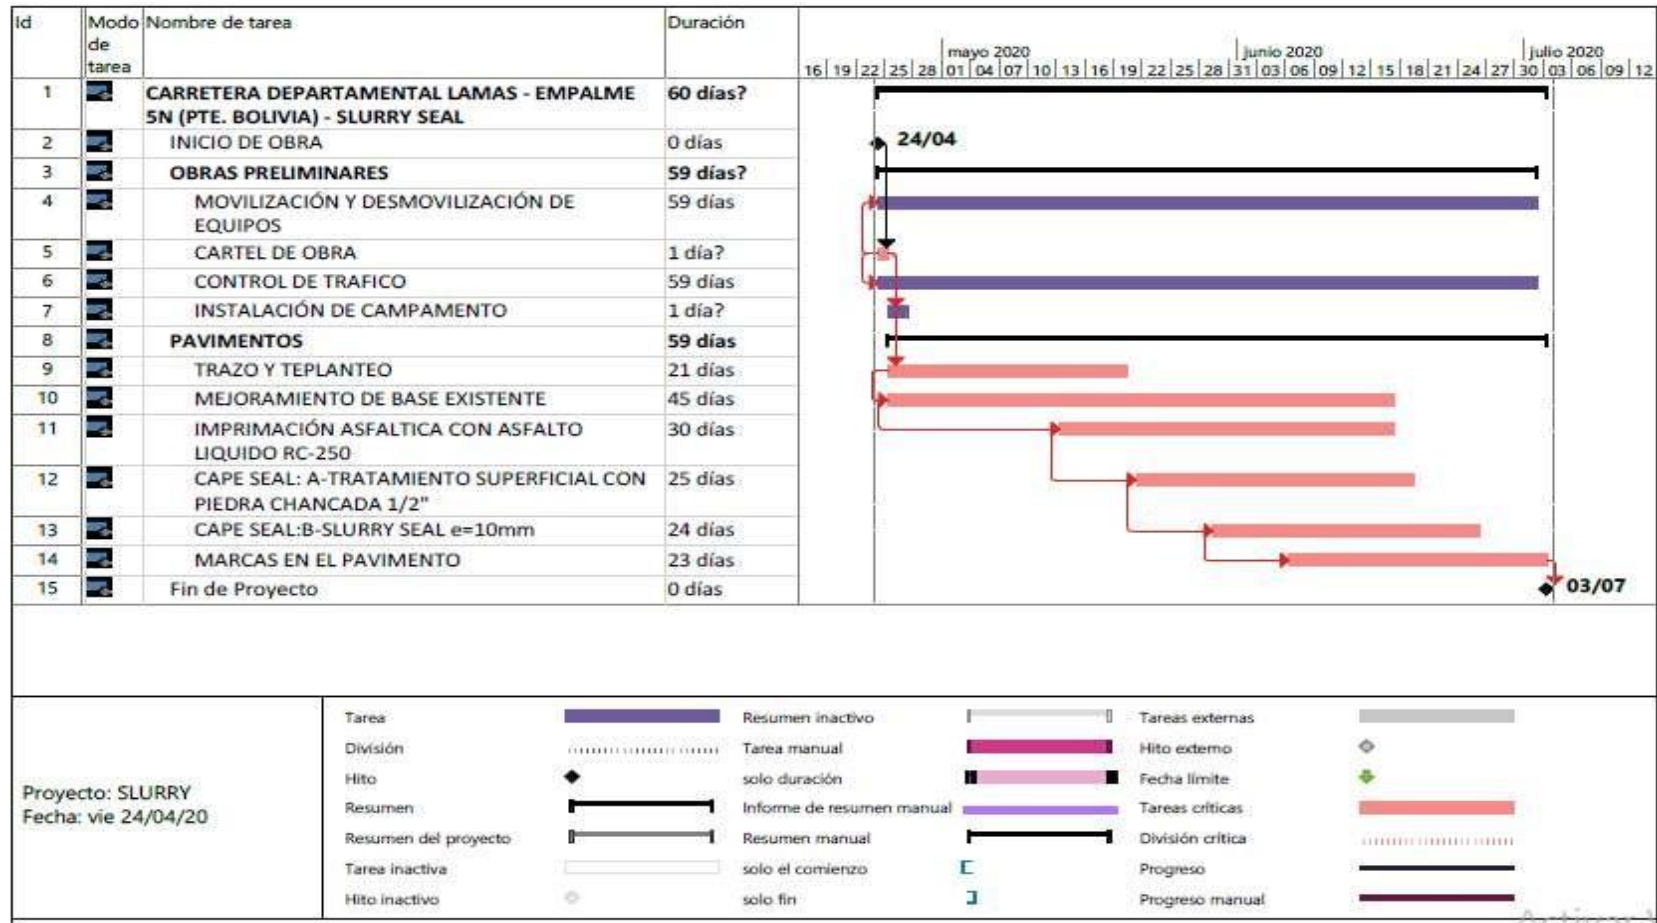 Id Modo de tarea Nombre de tarea Duración
mayo 2020 junio 2020 julio 2020
16 19 22 25 28 01 04 07 10 13 16 19 22 25 28 31 03 06 09 12 15 18 21 24 27 30 03 06 09 12
1 CARRETERA DEPARTAMENTAL LAMAS - EMPALME 60 días?
5N (PTE. BOLIVIA) - SLURRY SEAL
2 INICIO DE OBRA 0 días 24/04
3 OBRAS PRELIMINARES 59 días?
4 MOVILIZACIÓN Y DESMOVILIZACIÓN DE 59 días
EQUIPOS
5 CARTEL DE OBRA 1 día?
6 CONTROL DE TRAFICO 59 días
7 INSTALACIÓN DE CAMPAMENTO 1 día?
8 PAVIMENTOS 59 días
9 TRAZO Y TEPLANTEO 21 días
10 MEJORAMIENTO DE BASE EXISTENTE 45 días
11 IMPRIMACIÓN ASFALTICA CON ASFALTO 30 días
LIQUIDO RC-250
12 CAPE SEAL: A-TRATAMIENTO SUPERFICIAL CON 25 días
PIEDRA CHANCADA 1/2"
13 CAPE SEAL:B-SLURRY SEAL e=10mm 24 días
14 MARCAS EN EL PAVIMENTO 23 días
15 Fin de Proyecto 0 días 03/07
Proyecto: SLURRY
Fecha: vie 24/04/20
Tarea Resumen inactivo Tareas externas
División Tarea manual Hito externo
Hito solo duración Fecha límite
Resumen Informe de resumen manual Tareas críticas
Resumen del proyecto Resumen manual División crítica
Tarea inactiva solo el comienzo Progreso
Hito inactivo solo fin Progreso manual